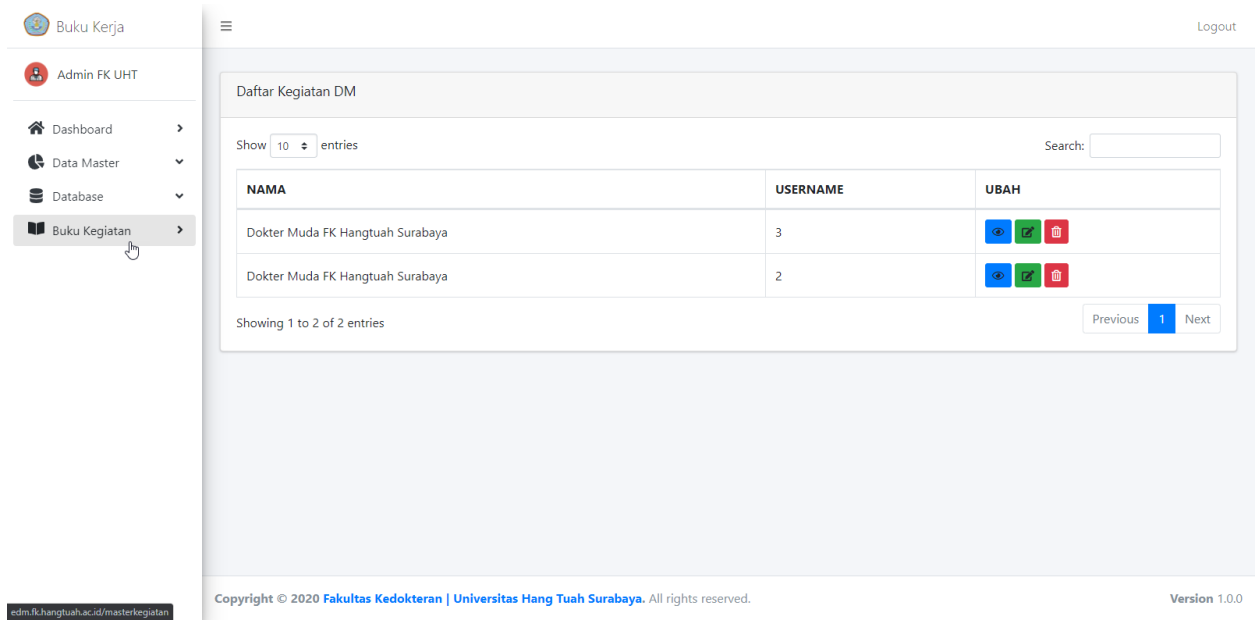 Buku Kerja
Logout
Admin FK UHT
Dashboard
Data Master
Database
Buku Kegiatan
Daftar Kegiatan DM
Show 10 entries
Search:
NAMA USERNAME UBAH
Dokter Muda FK Hangtuah Surabaya 3
Dokter Muda FK Hangtuah Surabaya 2
Showing 1 to 2 of 2 entries
Previous 1 Next
Copyright © 2020 Fakultas Kedokteran | Universitas Hang Tuah Surabaya. All rights reserved.
Version 1.0.0
edm.fk.hangtuah.ac.id/masterkegiatan